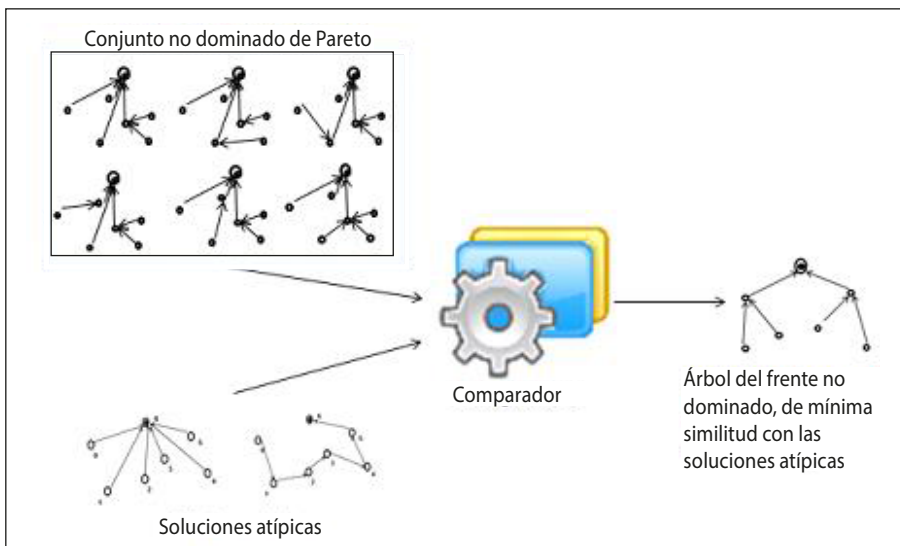 Conjunto no dominado de Pareto
Comparador
Árbol del frente no
dominado, de mínima
similitud con las
soluciones atípicas
Soluciones atípicas